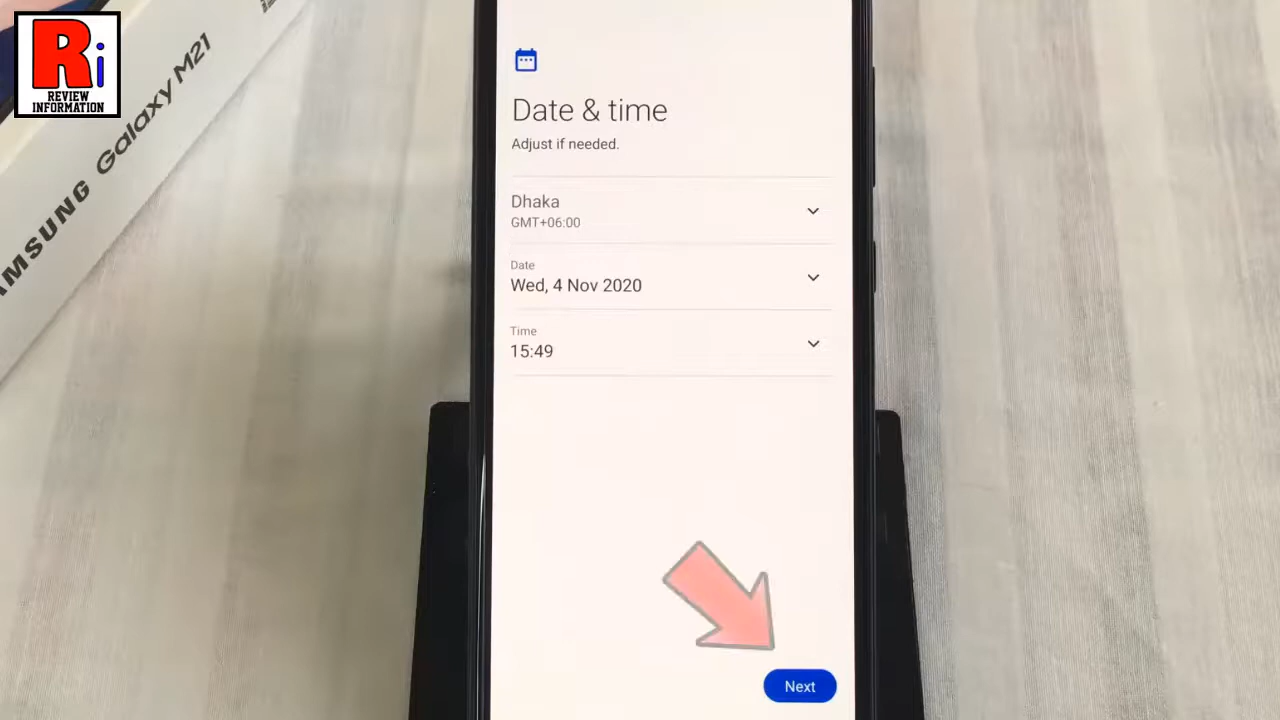 Ri
REVIEW
INFORMATION
SAMSUNG Galaxy M21
Date & time
Adjust if needed.
Dhaka
GMT+06:00
Date
Wed, 4 Nov 2020
Time
15:49
Next